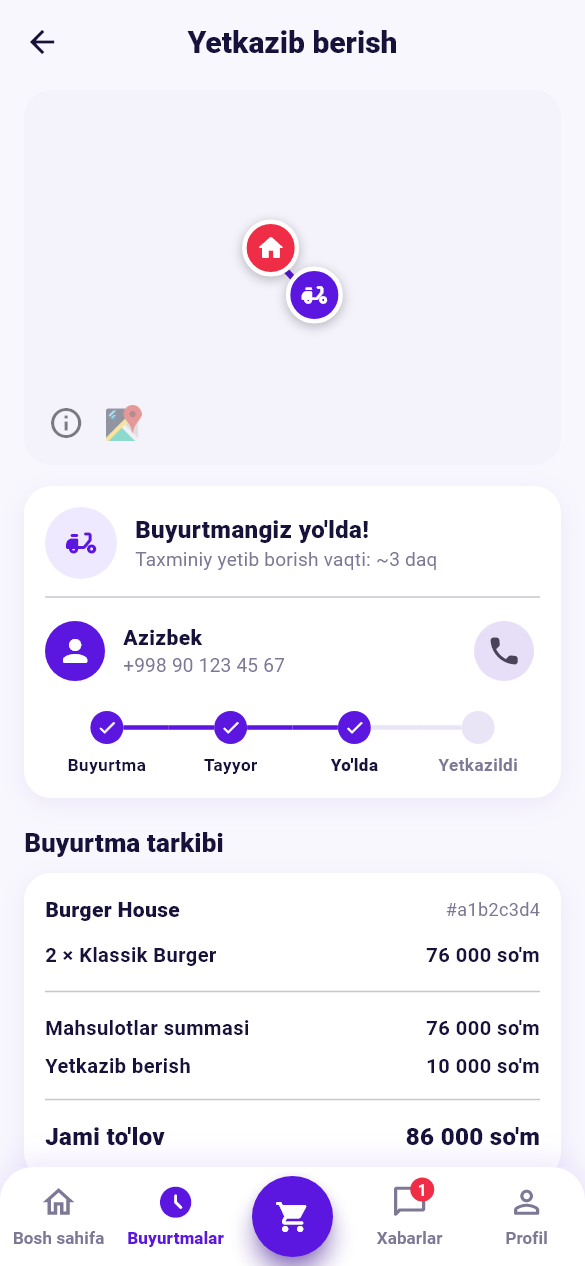 Yetkazib berish
Buyurtmangiz yo'lda!
Taxminiy yetib borish vaqti: ~3 daq
Azizbek
+998 90 123 45 67
Buyurtma Tayyor Yo'lda Yetkazildi
Buyurtma tarkibi
Burger House #a1b2c3d4
2 × Klassik Burger 76 000 so'm
Mahsulotlar summasi 76 000 so'm
Yetkazib berish 10 000 so'm
Jami to'lov 86 000 so'm
1
Bosh sahifa Buyurtmalar Xabarlar Profil